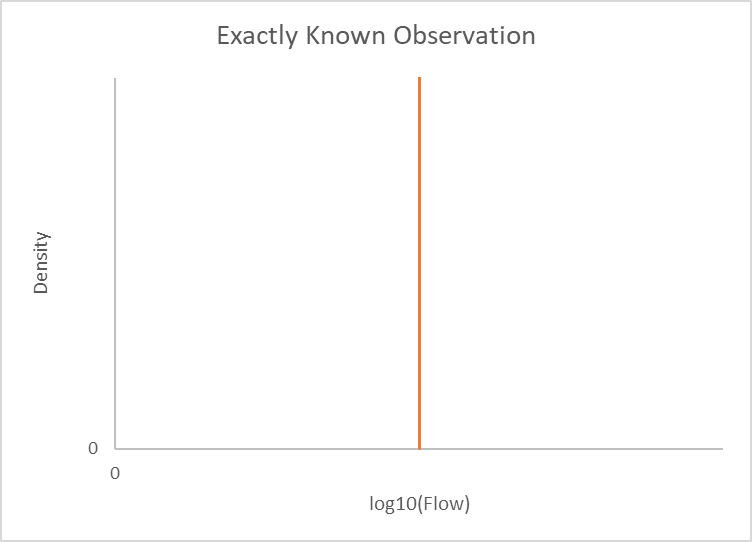 Exactly Known Observation
Density
0
0
log10(Flow)